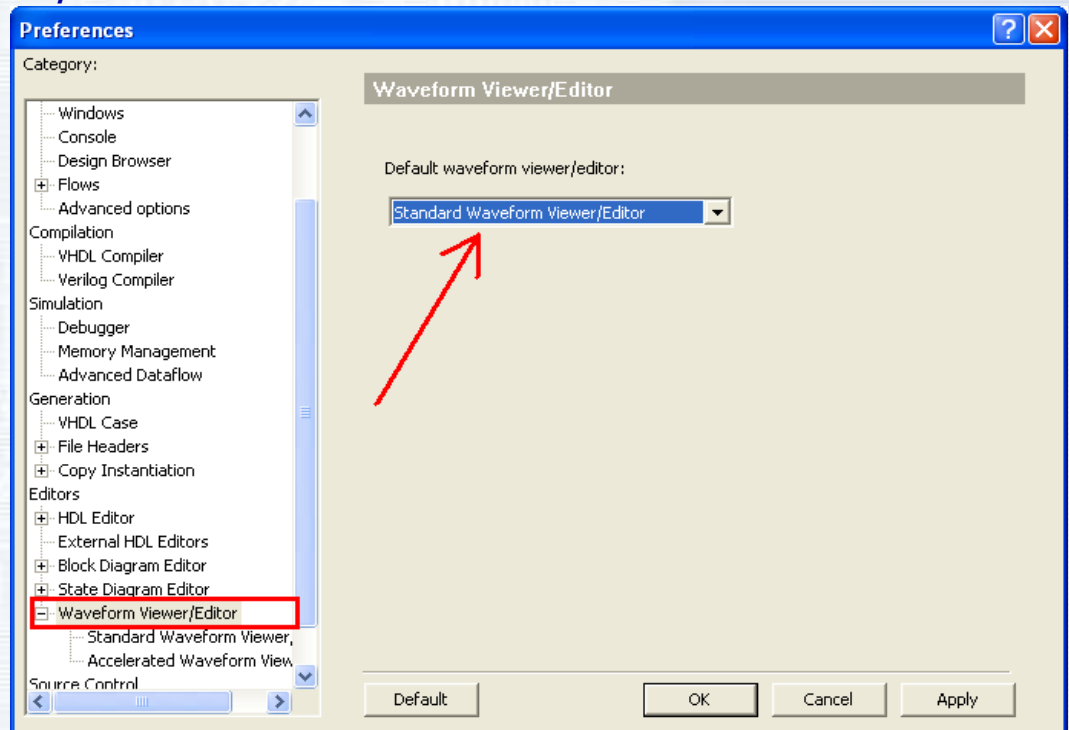 Preferences
Category:
Waveform Viewer/Editor
Windows
Console
Design Browser
Flows
Advanced options
Compilation
VHDL Compiler
Verilog Compiler
Simulation
Debugger
Memory Management
Advanced Dataflow
Generation
VHDL Case
File Headers
Copy Instantiation
Editors
HDL Editor
External HDL Editors
Block Diagram Editor
State Diagram Editor
Waveform Viewer/Editor
Standard Waveform Viewer,
Accelerated Waveform View
Source Control
Default waveform viewer/editor:
Standard Waveform Viewer/Editor
Default
OK
Cancel
Apply